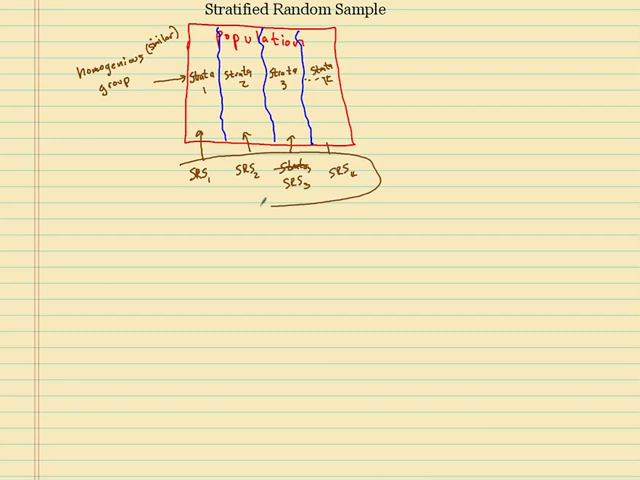 Stratified Random Sample
Population
homogenious (similar)
group
Strata 1
Strata 2
Strata 3
... Strata K
SRS1
SRS2
Strata
SRS3
SRSK